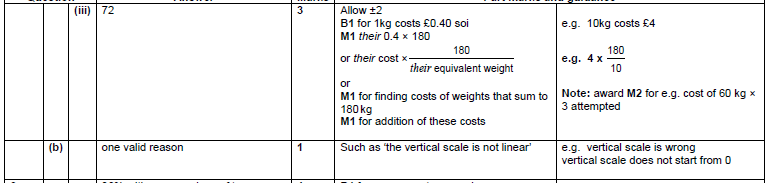 (iii) 72 3 Allow ±2
B1 for 1kg costs £0.40 soi e.g. 10kg costs £4
M1 their 0.4 × 180
or their cost × 180 / their equivalent weight e.g. 4 x 180 / 10
or
M1 for finding costs of weights that sum to 180kg Note: award M2 for e.g. cost of 60 kg × 3 attempted
M1 for addition of these costs
(b) one valid reason 1 Such as 'the vertical scale is not linear' e.g. vertical scale is wrong
vertical scale does not start from 0